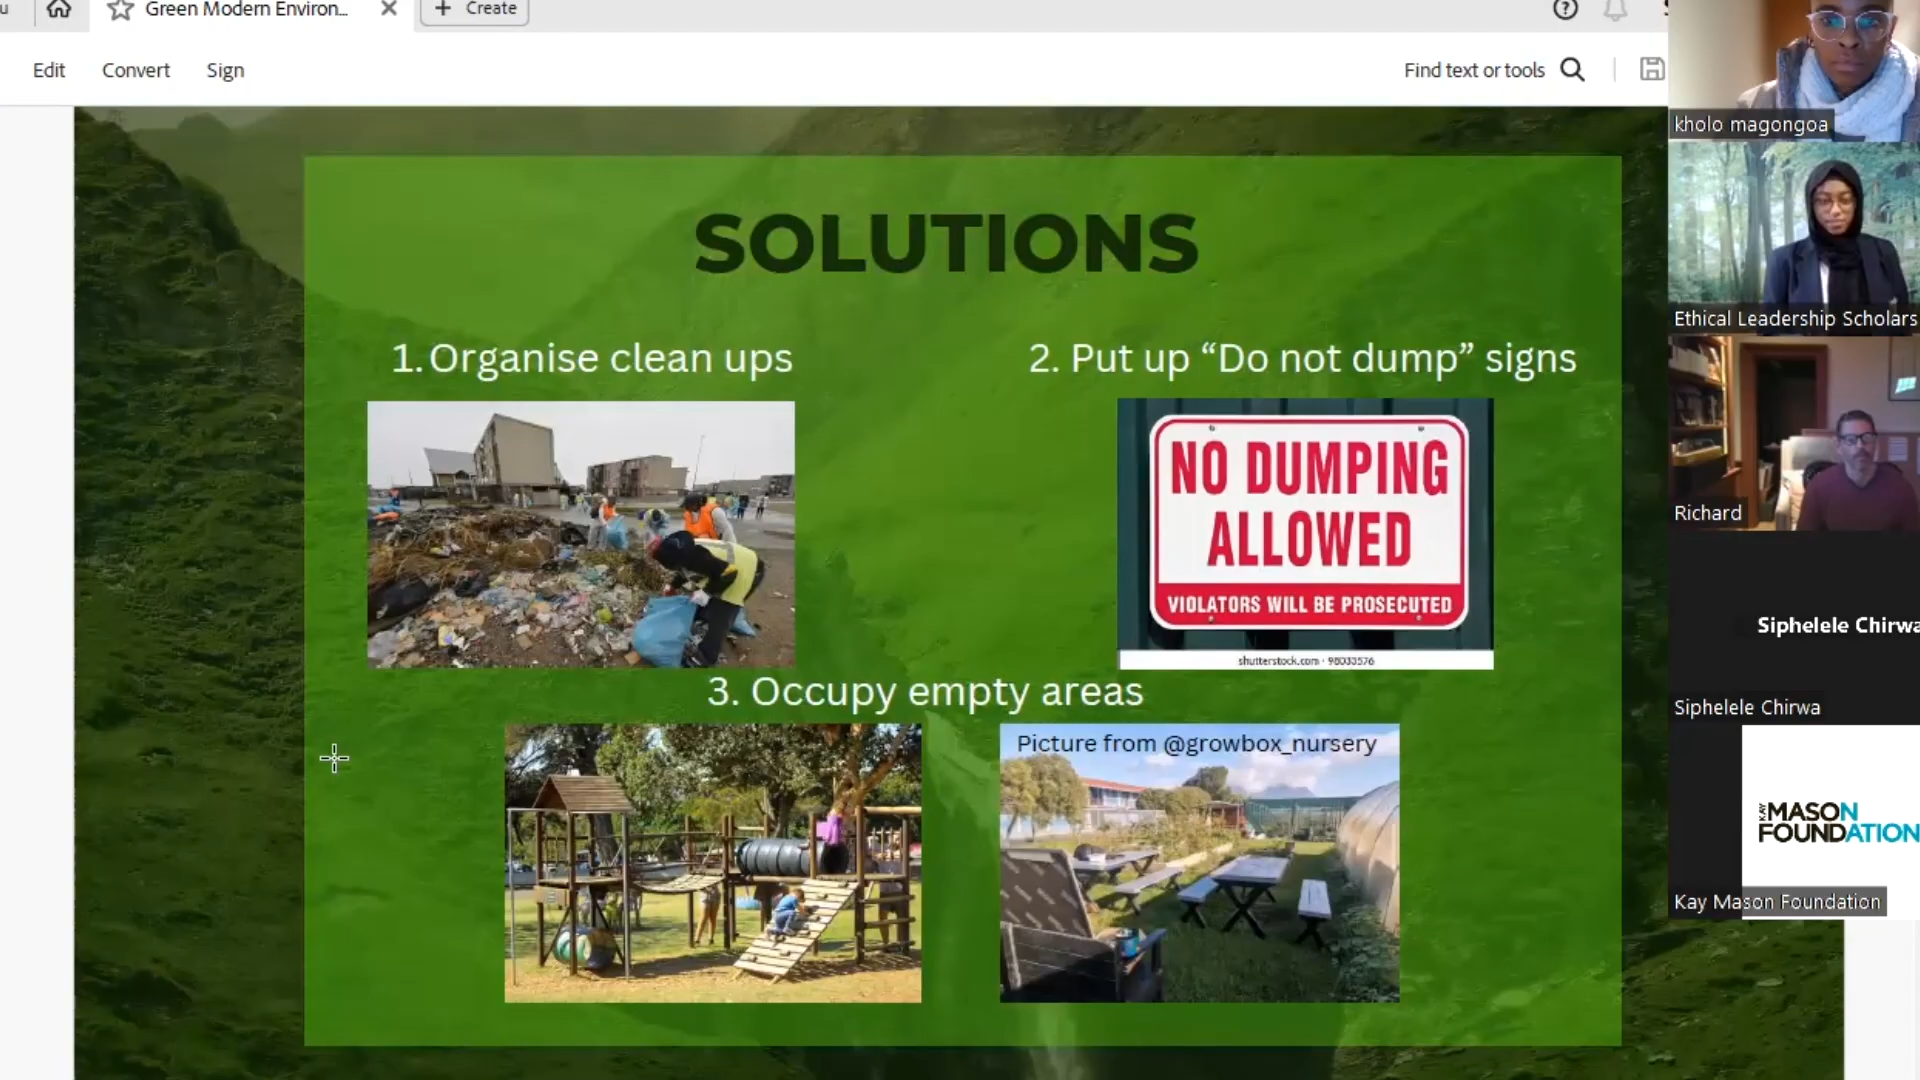 Green Modern Environ...
Create
Edit
Convert
Sign
Find text or tools
SOLUTIONS
1. Organise clean ups
2. Put up “Do not dump” signs
NO DUMPING
ALLOWED
VIOLATORS WILL BE PROSECUTED
shutterstock.com · 98033576
3. Occupy empty areas
Picture from @growbox_nursery
kholo magongoa
Ethical Leadership Scholars
Richard
Siphelele Chirwa
Siphelele Chirwa
KAY MASON
FOUNDATION
Kay Mason Foundation